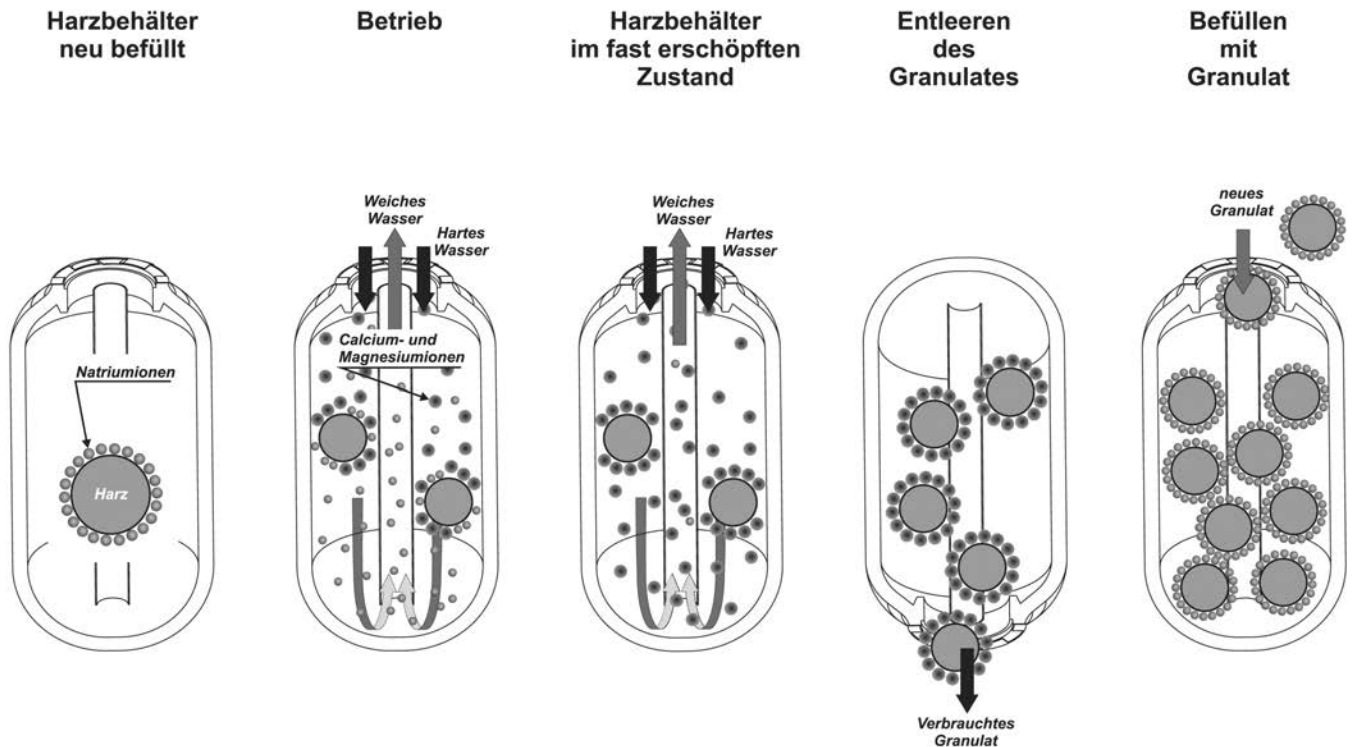 Harzbehälter
neu befüllt
Betrieb
Harzbehälter
im fast erschöpften
Zustand
Entleeren
des
Granulates
Befüllen
mit
Granulat
Natriumionen
Harz
Weiches
Wasser
Hartes
Wasser
Calcium- und
Magnesiumionen
Weiches
Wasser
Hartes
Wasser
Verbrauchtes
Granulat
neues
Granulat